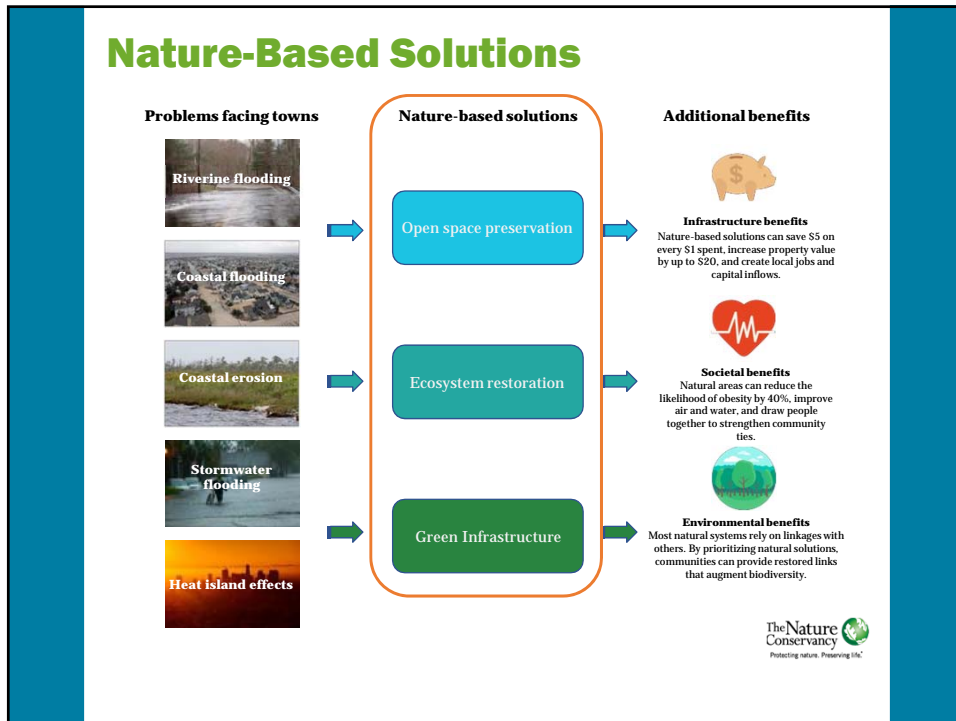 Nature-Based Solutions
Problems facing towns
Riverine flooding
Coastal flooding
Coastal erosion
Stormwater
flooding
Heat island effects
Nature-based solutions
Open space preservation
Ecosystem restoration
Green Infrastructure
Additional benefits
$
Infrastructure benefits
Nature-based solutions can save $5 on
every $1 spent, increase property value
by up to $20, and create local jobs and
capital inflows.
Societal benefits
Natural areas can reduce the
likelihood of obesity by 40%, improve
air and water, and draw people
together to strengthen community
ties.
Environmental benefits
Most natural systems rely on linkages with
others. By prioritizing natural solutions,
communities can provide restored links
that augment biodiversity.
The Nature
Conservancy
Protecting nature. Preserving life.